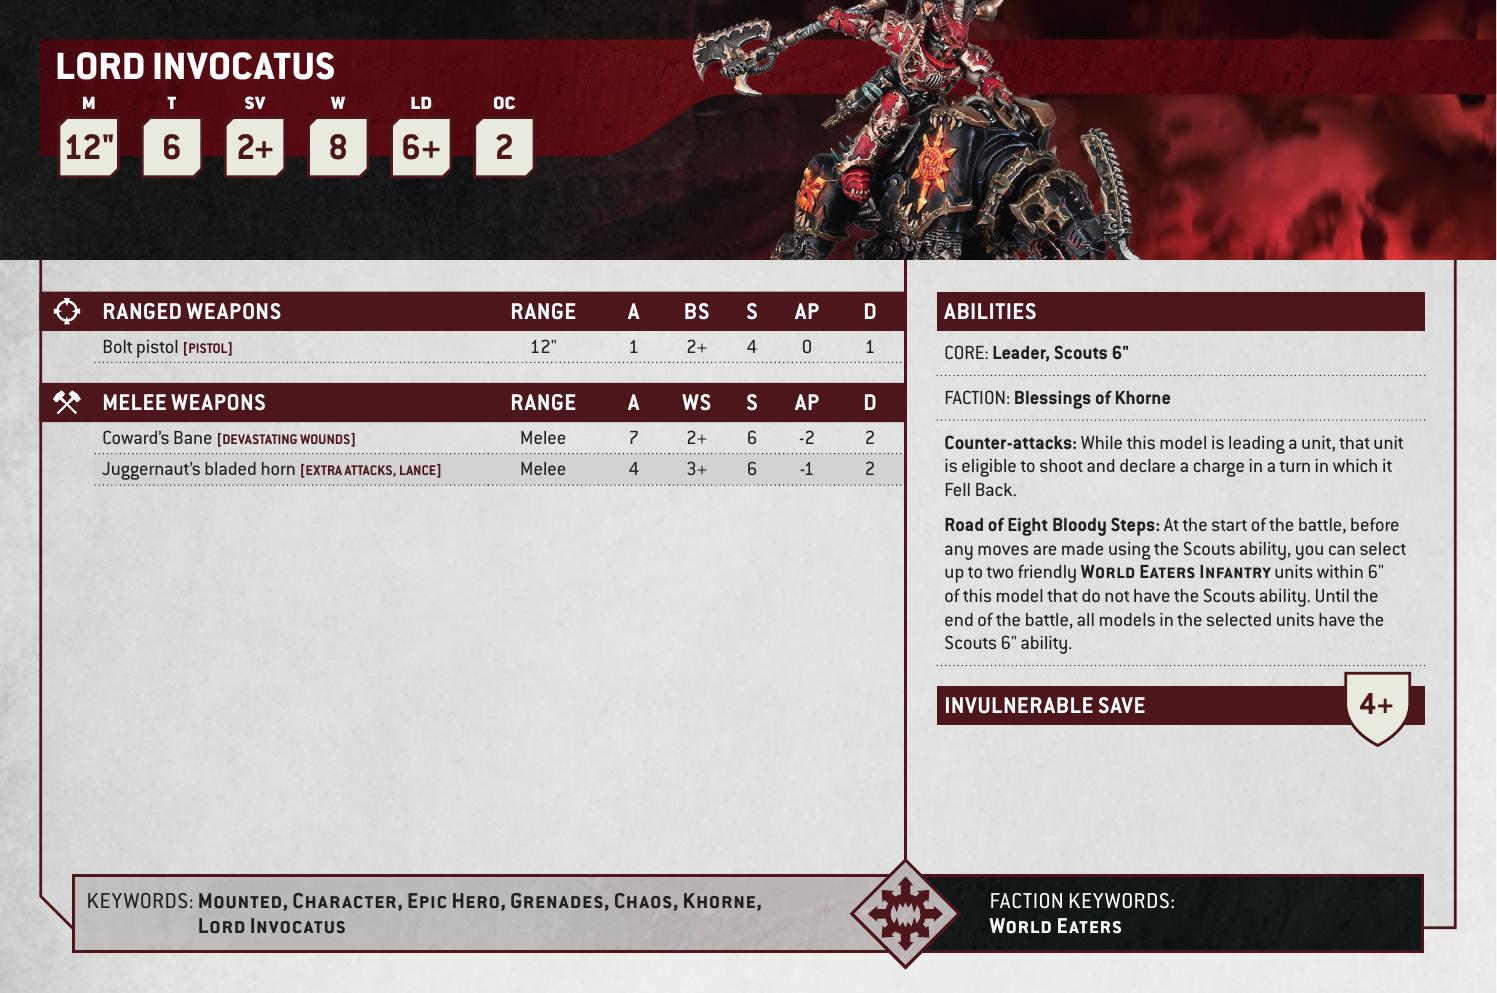 LORD INVOCATUS
M T SV W LD OC
12" 6 2+ 8 6+ 2
RANGED WEAPONS RANGE A BS S AP D
Bolt pistol [PISTOL] 12" 1 2+ 4 0 1
MELEE WEAPONS RANGE A WS S AP D
Coward's Bane [DEVASTATING WOUNDS] Melee 7 2+ 6 -2 2
Juggernaut's bladed horn [EXTRA ATTACKS, LANCE] Melee 4 3+ 6 -1 2
ABILITIES
CORE: Leader, Scouts 6"
FACTION: Blessings of Khorne
Counter-attacks: While this model is leading a unit, that unit
is eligible to shoot and declare a charge in a turn in which it
Fell Back.
Road of Eight Bloody Steps: At the start of the battle, before
any moves are made using the Scouts ability, you can select
up to two friendly WORLD EATERS INFANTRY units within 6"
of this model that do not have the Scouts ability. Until the
end of the battle, all models in the selected units have the
Scouts 6" ability.
INVULNERABLE SAVE 4+
KEYWORDS: MOUNTED, CHARACTER, EPIC HERO, GRENADES, CHAOS, KHORNE,
LORD INVOCATUS
FACTION KEYWORDS:
WORLD EATERS